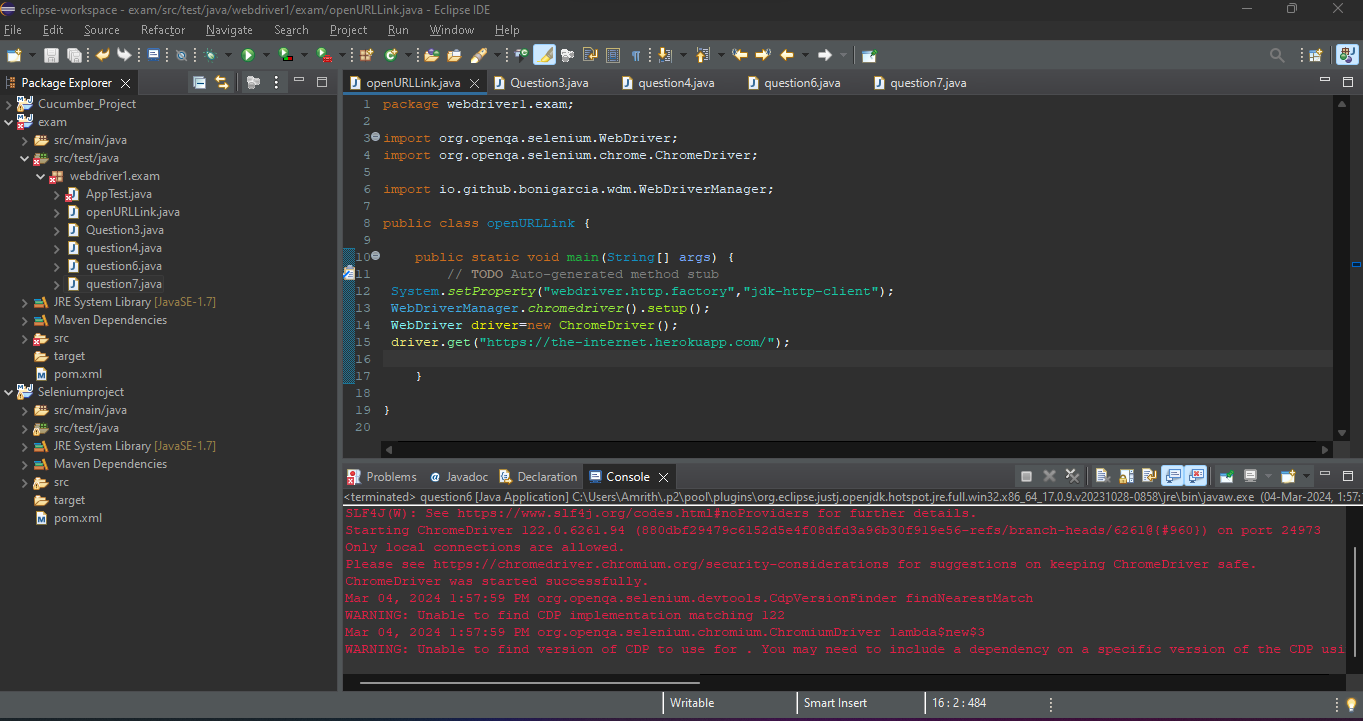 eclipse-workspace - exam/src/test/java/webdriver1/exam/openURLLink.java - Eclipse IDE
File Edit Source Refactor Navigate Search Project Run Window Help
Package Explorer
Cucumber_Project
exam
src/main/java
src/test/java
webdriver1.exam
AppTest.java
openURLLink.java
Question3.java
question4.java
question6.java
question7.java
JRE System Library [JavaSE-1.7]
Maven Dependencies
src
target
pom.xml
Seleniumproject
src/main/java
src/test/java
JRE System Library [JavaSE-1.7]
Maven Dependencies
src
target
pom.xml
openURLLink.java Question3.java question4.java question6.java question7.java
1 package webdriver1.exam;
2
3 import org.openqa.selenium.WebDriver;
4 import org.openqa.selenium.chrome.ChromeDriver;
5
6 import io.github.bonigarcia.wdm.WebDriverManager;
7
8 public class openURLLink {
9
10 public static void main(String[] args) {
11 // TODO Auto-generated method stub
12 System.setProperty("webdriver.http.factory","jdk-http-client");
13 WebDriverManager.chromedriver().setup();
14 WebDriver driver=new ChromeDriver();
15 driver.get("https://the-internet.herokuapp.com/");
16
17 }
18
19 }
20
Problems Javadoc Declaration Console
<terminated> question6 [Java Application] C:\Users\Amrith\.p2\pool\plugins\org.eclipse.justj.openjdk.hotspot.jre.full.win32.x86_64_17.0.9.v20231028-0858\jre\bin\javaw.exe (04-Mar-2024, 1:57:
SLF4J(W): See https://www.slf4j.org/codes.html#noProviders for further details.
Starting ChromeDriver 122.0.6261.94 (880dbf29479c6152d5e4f08dfd3a96b30f919e56-refs/branch-heads/6261@{#960}) on port 24973
Only local connections are allowed.
Please see https://chromedriver.chromium.org/security-considerations for suggestions on keeping ChromeDriver safe.
ChromeDriver was started successfully.
Mar 04, 2024 1:57:59 PM org.openqa.selenium.devtools.CdpVersionFinder findNearestMatch
WARNING: Unable to find CDP implementation matching 122
Mar 04, 2024 1:57:59 PM org.openqa.selenium.chromium.ChromiumDriver lambda$new$3
WARNING: Unable to find version of CDP to use for . You may need to include a dependency on a specific version of the CDP usi
Writable Smart Insert 16 : 2 : 484